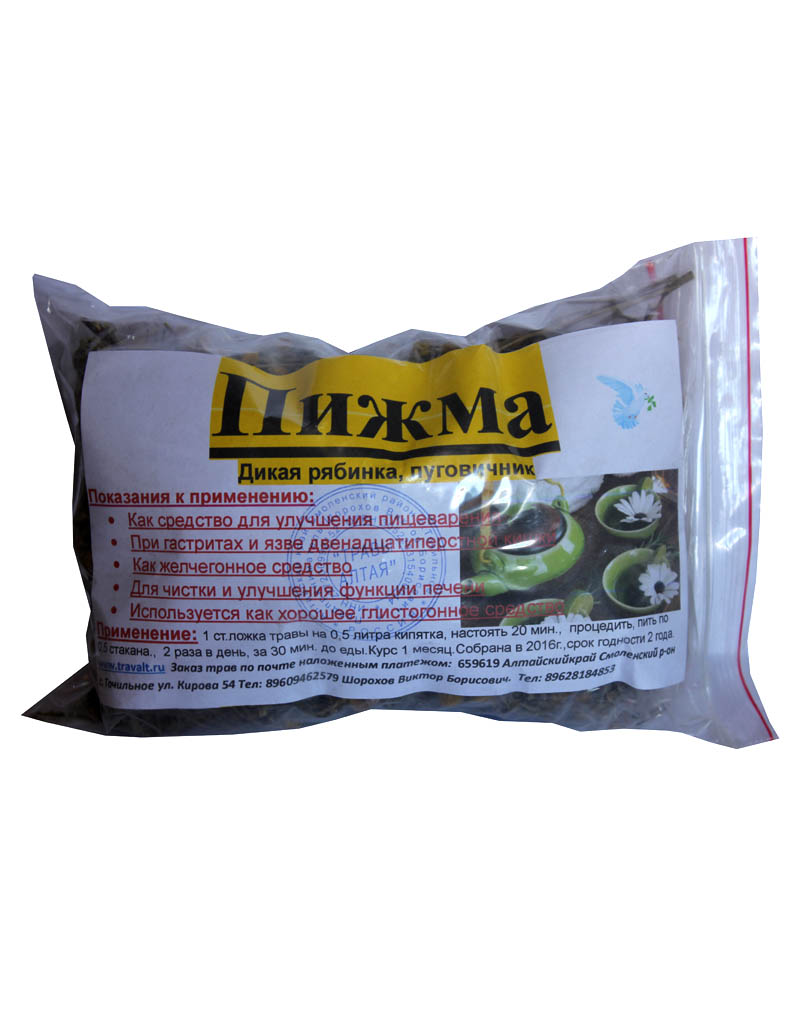 Пижма
Дикая рябинка, луговичник
Показания к применению:
Как средство для улучшения пищеварения
При гастритах и язве двенадцатиперстной кишки
Как желчегонное средство
Для чистки и улучшения функции печени
Используется как хорошее глистогонное средство
Применение: 1 ст.ложка травы на 0,5 литра кипятка, настоять 20 мин., процедить, пить по
0,5 стакана., 2 раза в день, за 30 мин. до еды.Курс 1 месяц.Собрана в 2016г.,срок годности 2 года.
www.travalt.ru Заказ трав по почте наложенным платежом: 659619 Алтайскийкрай Смоленский р-он
с. Точильное ул. Кирова 54 Тел: 89609462579 Шорохов Виктор Борисович. Тел: 89628184853
"ТРАВЫ
АЛТАЯ"